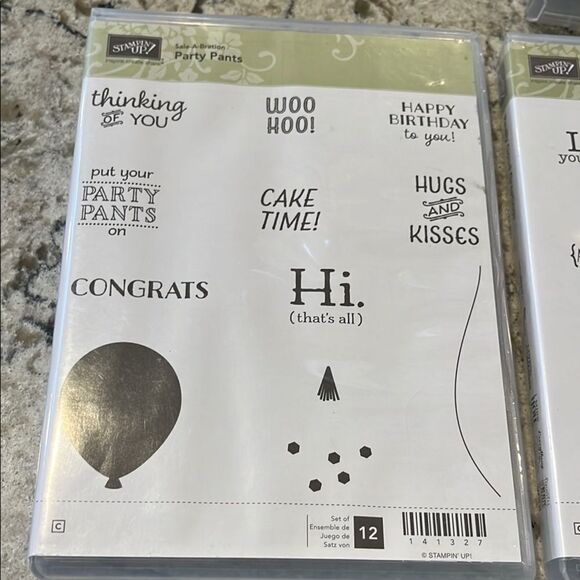 STAMPIN' UP!
Sale-A-Bration
Party Pants
thinking
OF YOU
WOO
HOO!
HAPPY
BIRTHDAY
to you!
put your
PARTY
PANTS
on
CAKE
TIME!
HUGS
AND
KISSES
CONGRATS
Hi.
(that's all)
C
Set of
Ensemble de
Juego de
Satz von
12
141327
© STAMPIN' UP!
STAMPIN' UP!